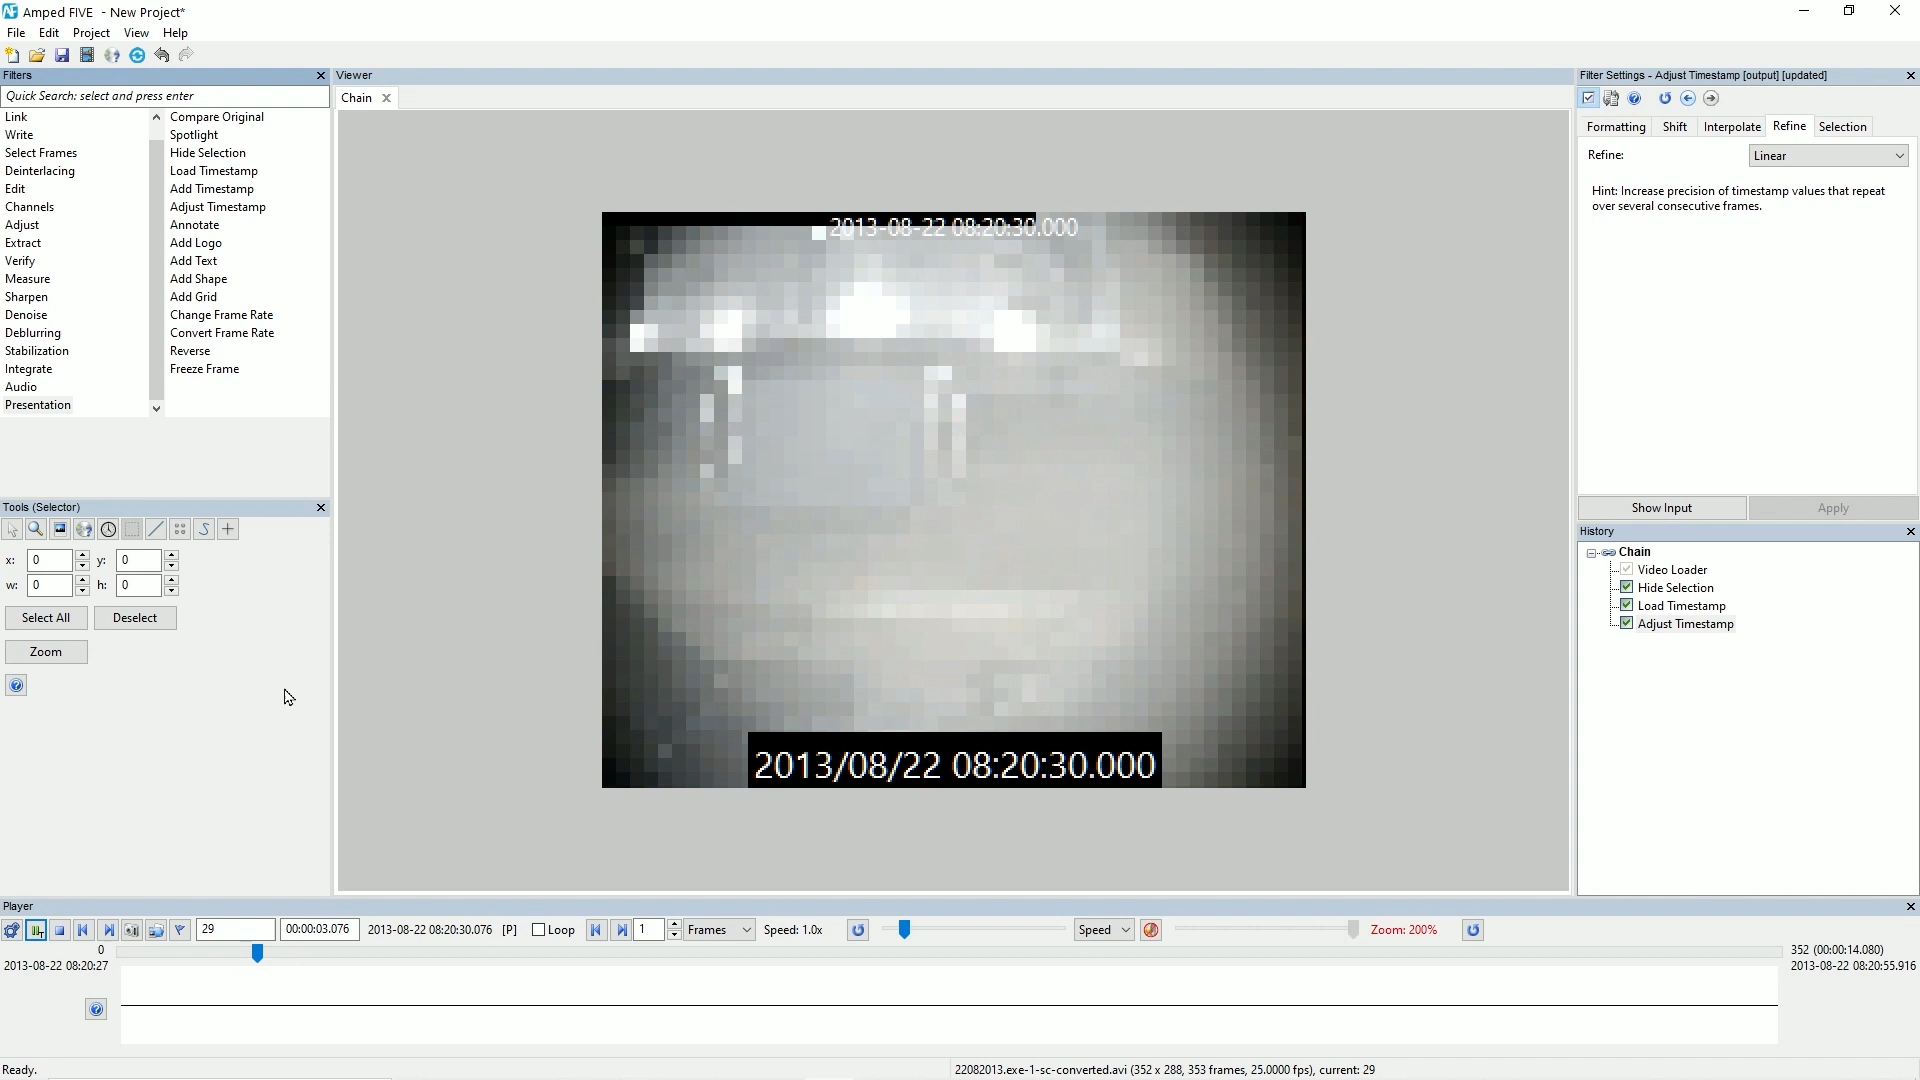 Amped FIVE - New Project*
File Edit Project View Help
Filters
Quick Search: select and press enter
Link
Write
Select Frames
Deinterlacing
Edit
Channels
Adjust
Extract
Verify
Measure
Sharpen
Denoise
Deblurring
Stabilization
Integrate
Audio
Presentation
Compare Original
Spotlight
Hide Selection
Load Timestamp
Add Timestamp
Adjust Timestamp
Annotate
Add Logo
Add Text
Add Shape
Add Grid
Change Frame Rate
Convert Frame Rate
Reverse
Freeze Frame
Tools (Selector)
x: 0 y: 0
w: 0 h: 0
Select All Deselect
Zoom
Viewer
Chain
2013-08-22 08:20:30.000
2013/08/22 08:20:30.000
Filter Settings - Adjust Timestamp [output] [updated]
Formatting Shift Interpolate Refine Selection
Refine: Linear
Hint: Increase precision of timestamp values that repeat
over several consecutive frames.
Show Input Apply
History
Chain
Video Loader
Hide Selection
Load Timestamp
Adjust Timestamp
Player
29 00:00:03.076 2013-08-22 08:20:30.076 [P] Loop 1 Frames Speed: 1.0x Speed Zoom: 200%
0
2013-08-22 08:20:27
352 (00:00:14.080)
2013-08-22 08:20:55.916
Ready.
22082013.exe-1-sc-converted.avi (352 x 288, 353 frames, 25.0000 fps), current: 29